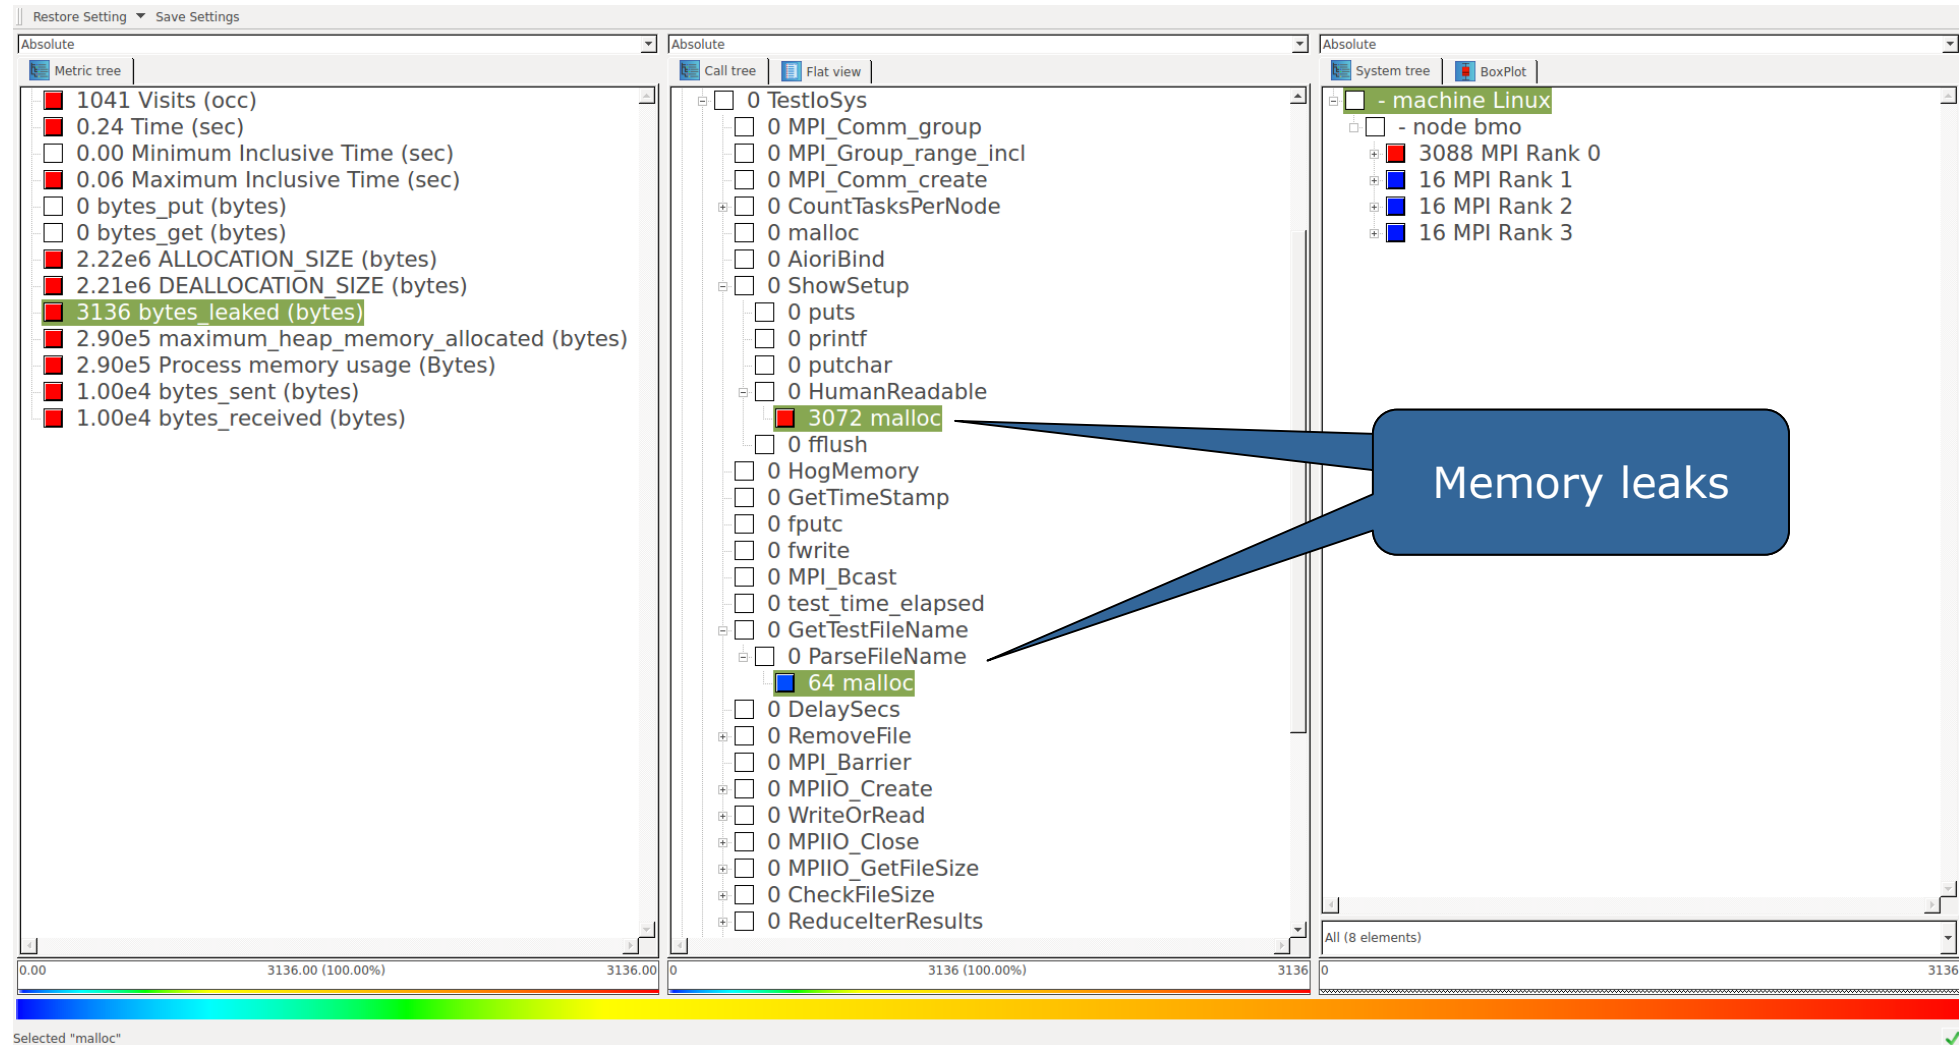 Restore Setting Save Settings
Absolute
Metric tree
1041 Visits (occ)
0.24 Time (sec)
0.00 Minimum Inclusive Time (sec)
0.06 Maximum Inclusive Time (sec)
0 bytes_put (bytes)
0 bytes_get (bytes)
2.22e6 ALLOCATION_SIZE (bytes)
2.21e6 DEALLOCATION_SIZE (bytes)
3136 bytes_leaked (bytes)
2.90e5 maximum_heap_memory_allocated (bytes)
2.90e5 Process memory usage (Bytes)
1.00e4 bytes_sent (bytes)
1.00e4 bytes_received (bytes)
0.00 3136.00 (100.00%) 3136.00
Absolute
Call tree Flat view
0 TestIoSys
0 MPI_Comm_group
0 MPI_Group_range_incl
0 MPI_Comm_create
0 CountTasksPerNode
0 malloc
0 AioriBind
0 ShowSetup
0 puts
0 printf
0 putchar
0 HumanReadable
3072 malloc
0 fflush
0 HogMemory
0 GetTimeStamp
0 fputc
0 fwrite
0 MPI_Bcast
0 test_time_elapsed
0 GetTestFileName
0 ParseFileName
64 malloc
0 DelaySecs
0 RemoveFile
0 MPI_Barrier
0 MPIIO_Create
0 WriteOrRead
0 MPIIO_Close
0 MPIIO_GetFileSize
0 CheckFileSize
0 ReduceIterResults
0 3136 (100.00%) 3136
Absolute
System tree BoxPlot
- machine Linux
- node bmo
3088 MPI Rank 0
16 MPI Rank 1
16 MPI Rank 2
16 MPI Rank 3
Memory leaks
All (8 elements)
0 3136
Selected "malloc"